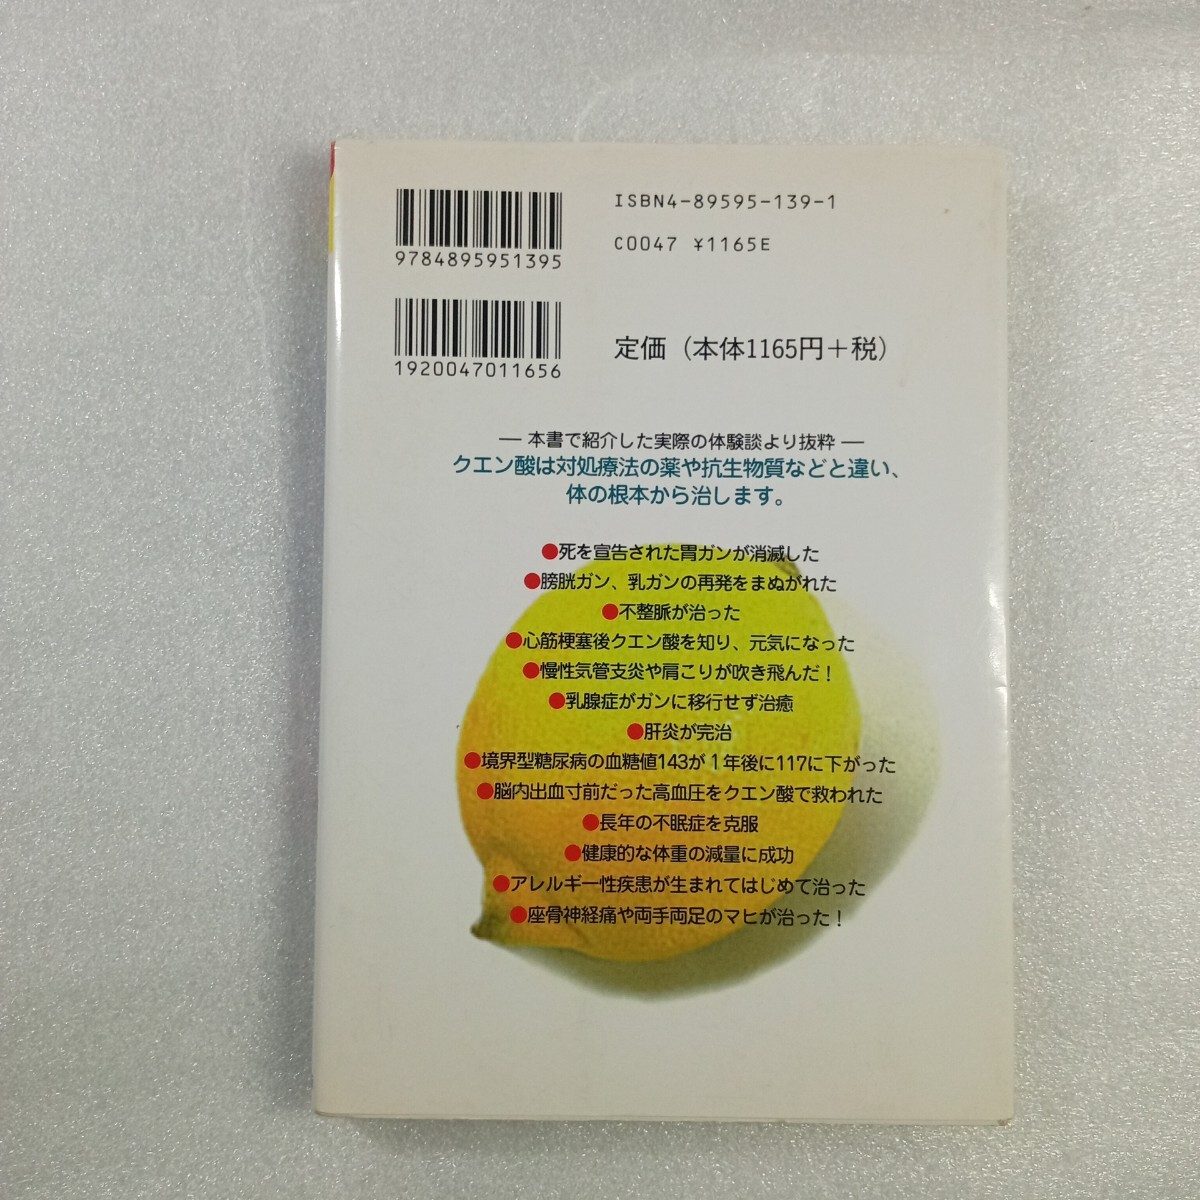 ISBN4-89595-139-1
9784895951395
C0047 ¥1165E
1920047011656
定価（本体1165円＋税）
― 本書で紹介した実際の体験談より抜粋 ―
クエン酸は対処療法の薬や抗生物質などと違い、
体の根本から治します。
●死を宣告された胃ガンが消滅した
●膀胱ガン、乳ガンの再発をまぬがれた
●不整脈が治った
●心筋梗塞後クエン酸を知り、元気になった
●慢性気管支炎や肩こりが吹き飛んだ！
●乳腺症がガンに移行せず治癒
●肝炎が完治
●境界型糖尿病の血糖値143が１年後に117に下がった
●脳内出血寸前だった高血圧をクエン酸で救われた
●長年の不眠症を克服
●健康的な体重の減量に成功
●アレルギー性疾患が生まれてはじめて治った
●座骨神経痛や両手両足のマヒが治った！